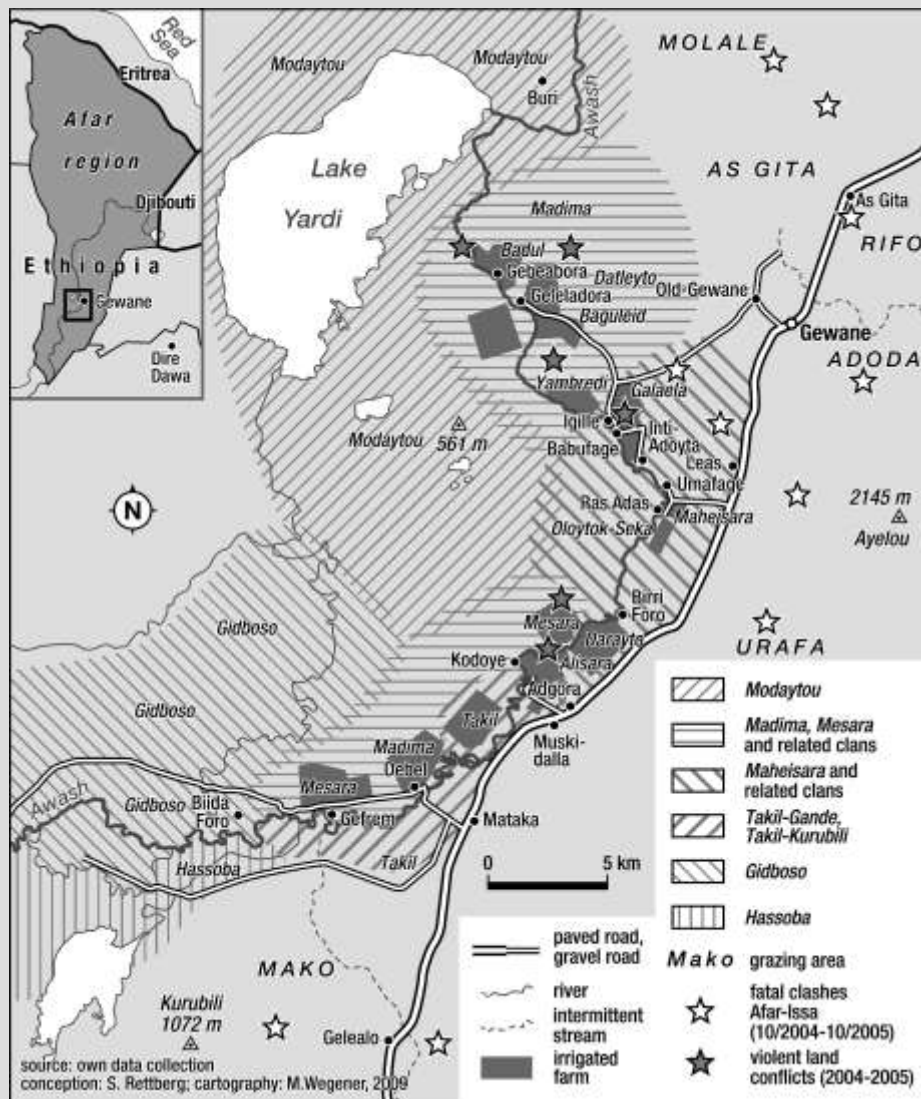 Red
Sea
Eritrea
Afar
region
Djibouti
Ethiopia
Gewane
Dire
Dawa
Modaytou
Modaytou
Buri
Awash
MOLALE
Lake
Yardi
AS GITA
As Gita
RIFO
Madima
Badul
Gebeabora
Datleyto
Geleladora
Baguleid
Old-Gewane
Gewane
ADODA
Yambredi
Galaela
Igille
Inti-
Adoyta
Babufage
Modaytou
561 m
Leas
Umafage
Ras Adas
Maheisara
Oloytok-Seka
2145 m
Ayelou
N
Birri
Foro
Mesara
Darayto
URAFA
Gidboso
Kodoye
Alisara
Adgora
Takil
Muski-
dalla
Gidboso
Madima
Debel
Mesara
Awash
Gidboso
Biida
Foro
Gefrem
Mataka
Hassoba
Takil
0 5 km
MAKO
Kurubili
1072 m
Gelealo
source: own data collection
conception: S. Rettberg; cartography: M.Wegener, 2009
paved road,
gravel road
river
intermittent
stream
irrigated
farm
Modaytou
Madima, Mesara
and related clans
Maheisara and
related clans
Takil-Gande,
Takil-Kurubili
Gidboso
Hassoba
Mako grazing area
fatal clashes
Afar-Issa
(10/2004-10/2005)
violent land
conflicts (2004-2005)